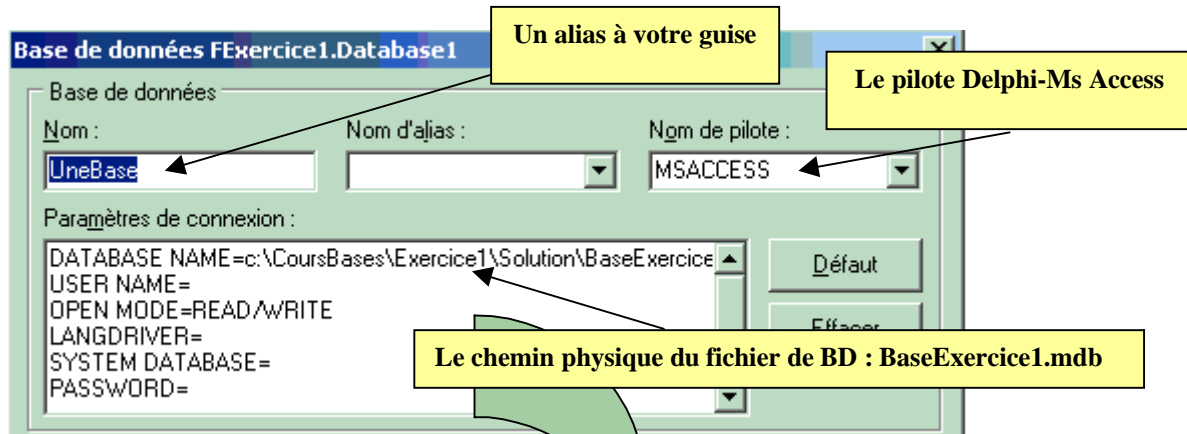 Un alias à votre guise
Base de données FExercice1.Database1
Le pilote Delphi-Ms Access
Base de données
Nom :
Nom d'alias :
Nom de pilote :
UneBase
MSACCESS
Paramètres de connexion :
DATABASE NAME=c:\CoursBases\Exercice1\Solution\BaseExercice
USER NAME=
OPEN MODE=READ/WRITE
LANGDRIVER=
SYSTEM DATABASE=
PASSWORD=
Défaut
Effacer
Le chemin physique du fichier de BD : BaseExercice1.mdb